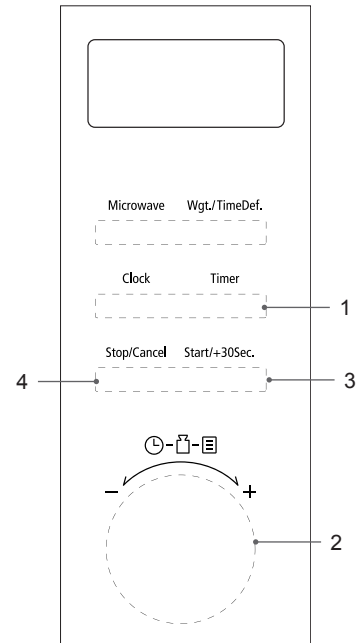 Microwave Wgt./TimeDef.
Clock Timer
1
Stop/Cancel Start/+30Sec.
4 3
− +
2